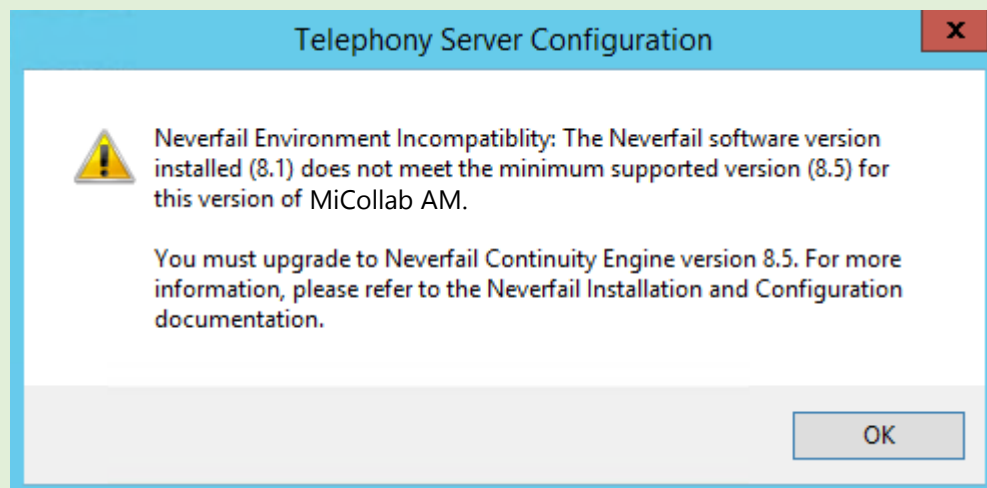 Telephony Server Configuration
x
Neverfail Environment Incompatiblity: The Neverfail software version
installed (8.1) does not meet the minimum supported version (8.5) for
this version of MiCollab AM.
You must upgrade to Neverfail Continuity Engine version 8.5. For more
information, please refer to the Neverfail Installation and Configuration
documentation.
OK